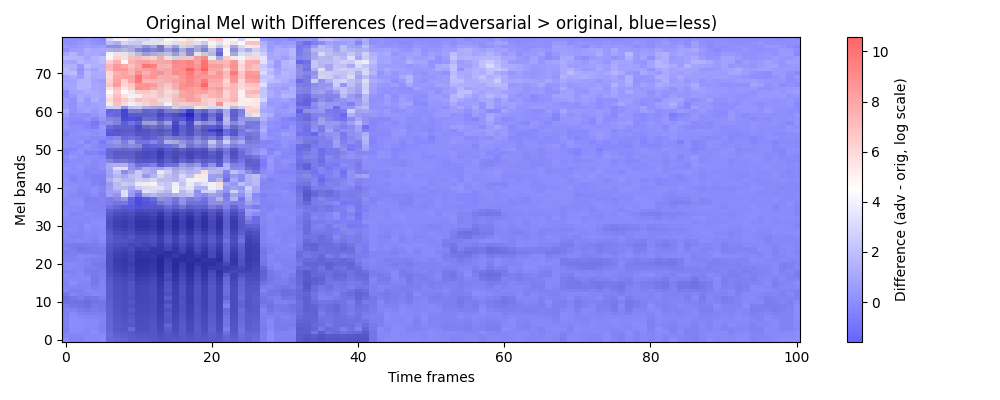 Original Mel with Differences (red=adversarial > original, blue=less)
Mel bands
70
60
50
40
30
20
10
0
0 20 40 60 80 100
Time frames
10
8
6
4
2
0
Difference (adv - orig, log scale)